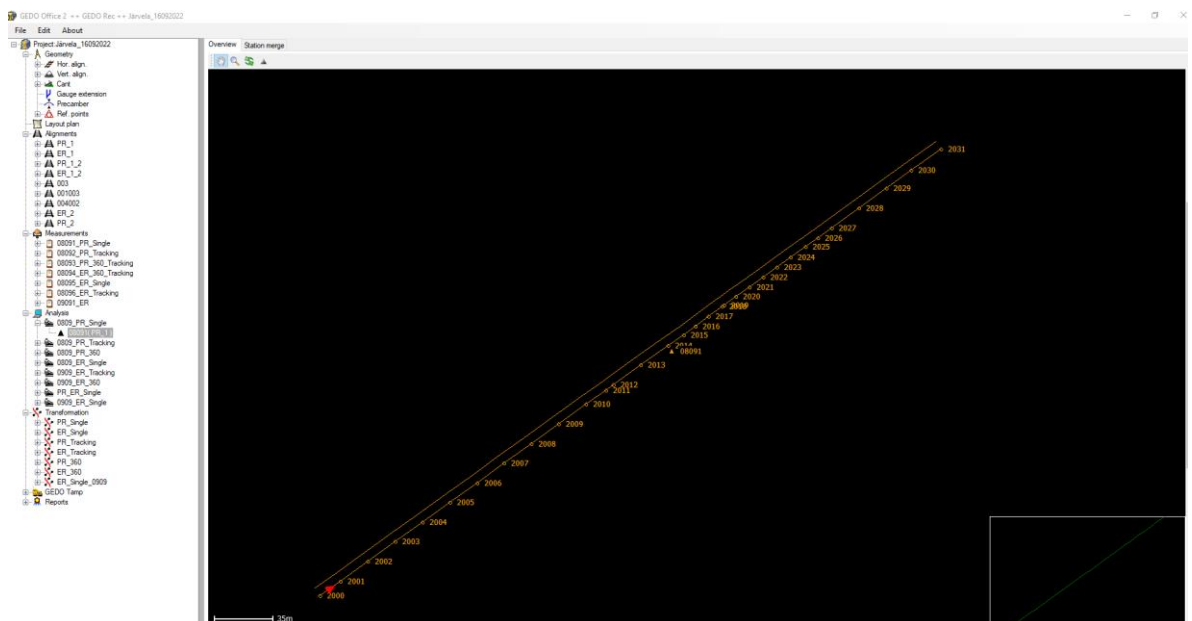 GEDO Office 2 ++ GEDO Rec ++ Järvela_16092022
File Edit About
Project:Järvela_16092022
Geometry
Hor. align.
Vert. align.
Cant
Gauge extension
Precamber
Ref. points
Layout plan
Alignments
PR_1
ER_1
PR_1_2
ER_1_2
003
001003
004002
ER_2
PR_2
Measurements
08091_PR_Single
08092_PR_Tracking
08093_PR_360_Tracking
08094_ER_360_Tracking
08095_ER_Single
08096_ER_Tracking
09091_ER
Analysis
0809_PR_Single
08091( PR_1 )
0809_PR_Tracking
0809_PR_360
0809_ER_Single
0909_ER_Tracking
0909_ER_360
PR_ER_Single
0909_ER_Single
Transformation
PR_Single
ER_Single
PR_Tracking
ER_Tracking
PR_360
ER_360
ER_Single_0909
GEDO Tamp
Reports
Overview Station merge
2031
2030
2029
2028
2027
2026
2025
2024
2023
2022
2021
2020
2017
2016
2015
2014
08091
2013
2012
2011
2010
2009
2008
2007
2006
2005
2004
2003
2002
2001
2000
35m